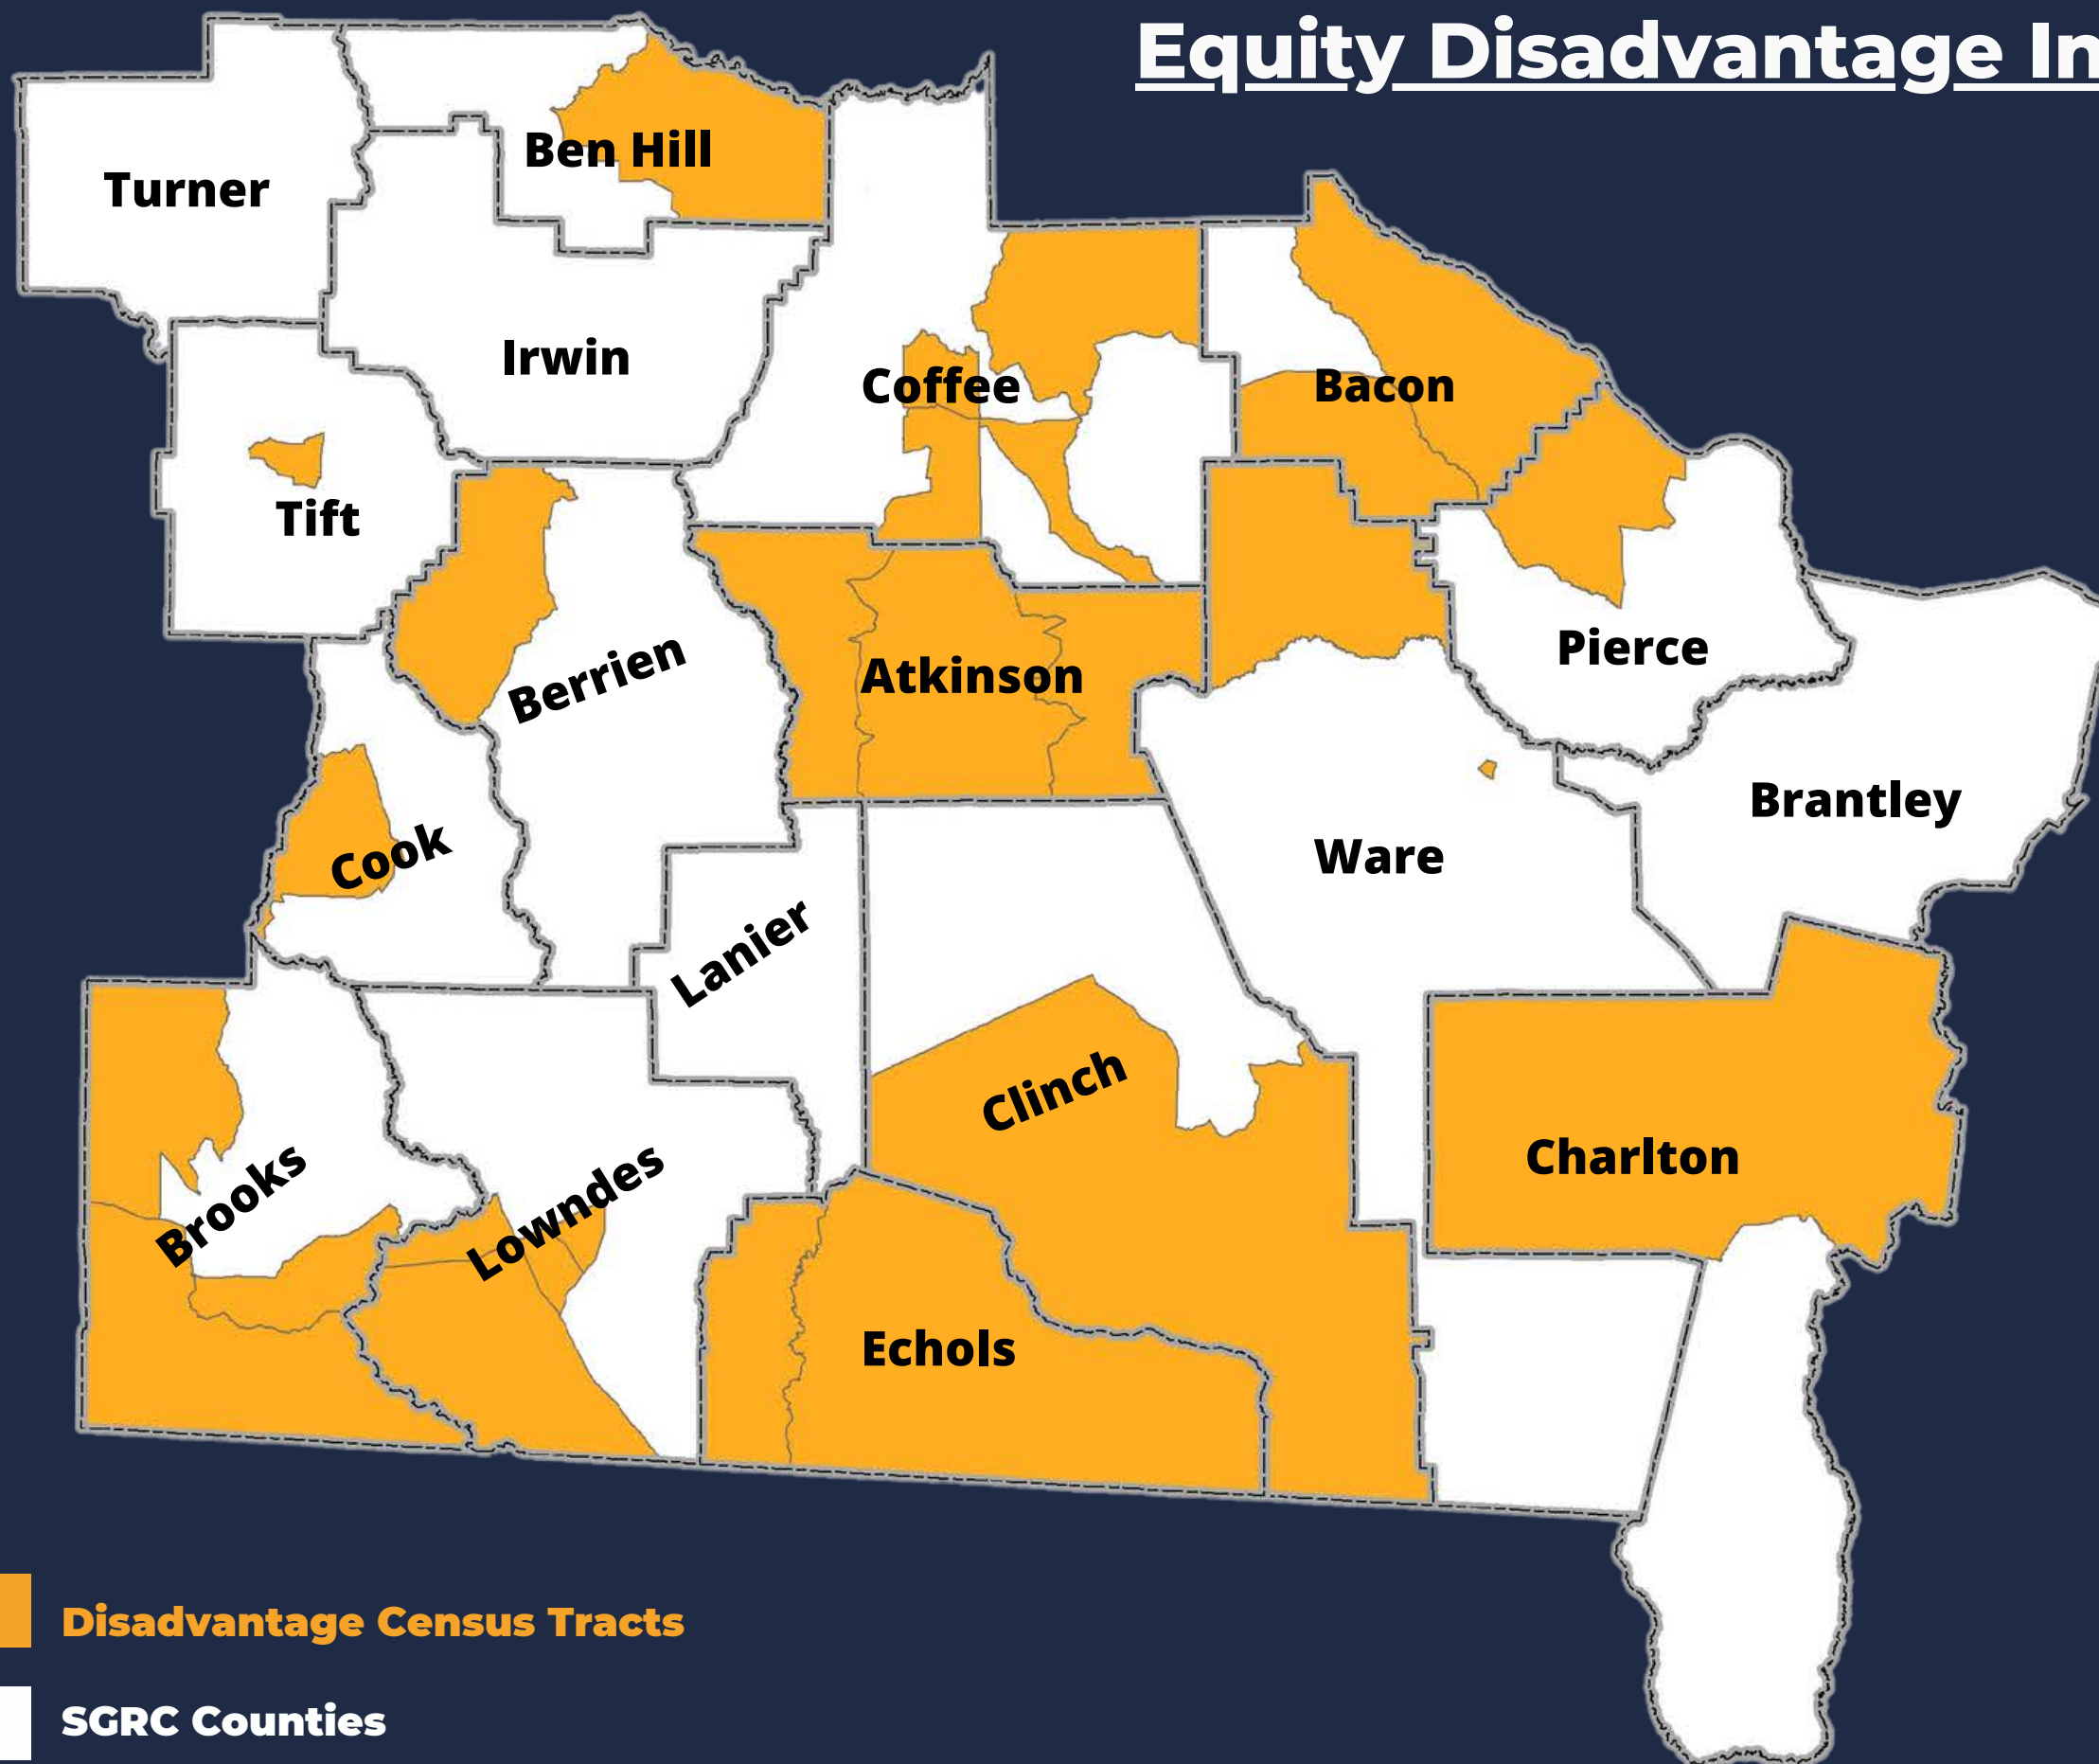 Equity Disadvantage In
Ben Hill
Turner
Irwin
Coffee
Bacon
Tift
Pierce
Berrien
Atkinson
Brantley
Cook
Ware
Lanier
Clinch
Charlton
Brooks
Lowndes
Echols
Disadvantage Census Tracts
SGRC Counties